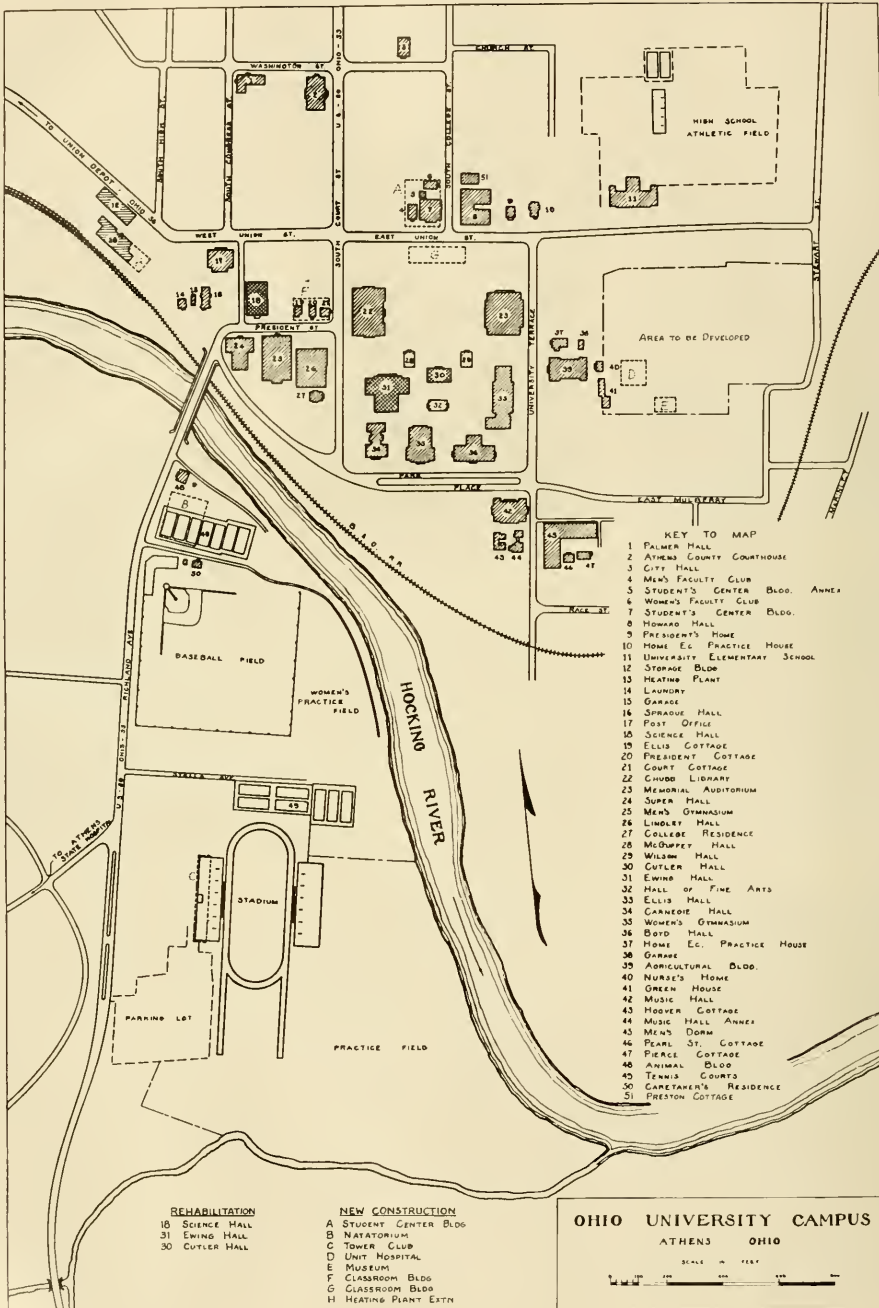 CHURCH ST.
WASHINGTON ST.
OHIO - 33
U.S. - 50
SOUTH HIGH ST.
SOUTH CONGRESS ST.
SOUTH COURT ST.
SOUTH COLLEGE ST.
HIGH SCHOOL
ATHLETIC FIELD
TO UNION DEPOT - OHIO 56
WEST UNION ST.
EAST UNION ST.
STEWART ST.
PRESIDENT ST
UNIVERSITY TERRACE
AREA TO BE DEVELOPED
PARK
PLACE
EAST MULBERRY
RACE ST.
BASEBALL FIELD
WOMEN'S
PRACTICE
FIELD
HOCKING
RIVER
RICHLAND AVE
OHIO - 33
STELLA AVE
TO ATHENS
STATE HOSPITAL
STADIUM
PARKING LOT
PRACTICE FIELD
KEY TO MAP
1 PALMER HALL
2 ATHENS COUNTY COURTHOUSE
3 CITY HALL
4 MEN'S FACULTY CLUB
5 STUDENT'S CENTER BLDG. ANNEX
6 WOMEN'S FACULTY CLUB
7 STUDENT'S CENTER BLDG.
8 HOWARD HALL
9 PRESIDENT'S HOME
10 HOME EC PRACTICE HOUSE
11 UNIVERSITY ELEMENTARY SCHOOL
12 STORAGE BLDG
13 HEATING PLANT
14 LAUNDRY
15 GARAGE
16 SPRAGUE HALL
17 POST OFFICE
18 SCIENCE HALL
19 ELLIS COTTAGE
20 PRESIDENT COTTAGE
21 COURT COTTAGE
22 CHUBB LIBRARY
23 MEMORIAL AUDITORIUM
24 SUPER HALL
25 MEN'S GYMNASIUM
26 LINDLEY HALL
27 COLLEGE RESIDENCE
28 McGUFFEY HALL
29 WILSON HALL
30 CUTLER HALL
31 EWING HALL
32 HALL OF FINE ARTS
33 ELLIS HALL
34 CARNEGIE HALL
35 WOMEN'S GYMNASIUM
36 BOYD HALL
37 HOME EC. PRACTICE HOUSE
38 GARAGE
39 AGRICULTURAL BLDG.
40 NURSE'S HOME
41 GREEN HOUSE
42 MUSIC HALL
43 HOOVER COTTAGE
44 MUSIC HALL ANNEX
45 MEN'S DORM
46 PEARL ST. COTTAGE
47 PIERCE COTTAGE
48 ANIMAL BLDG
49 TENNIS COURTS
50 CARETAKER'S RESIDENCE
51 PRESTON COTTAGE
REHABILITATION
18 SCIENCE HALL
31 EWING HALL
30 CUTLER HALL
NEW CONSTRUCTION
A STUDENT CENTER BLDG
B NATATORIUM
C TOWER CLUB
D UNIT HOSPITAL
E MUSEUM
F CLASSROOM BLDG
G CLASSROOM BLDG
H HEATING PLANT EXTN
OHIO UNIVERSITY CAMPUS
ATHENS OHIO
SCALE IN FEET